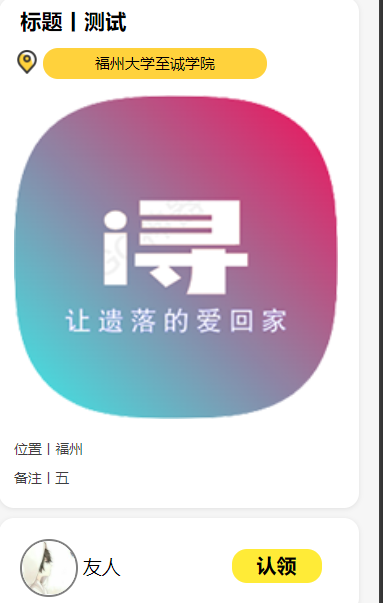 标题丨测试
福州大学至诚学院
i寻
让遗落的爱回家
位置丨福州
备注丨五
友人
认领